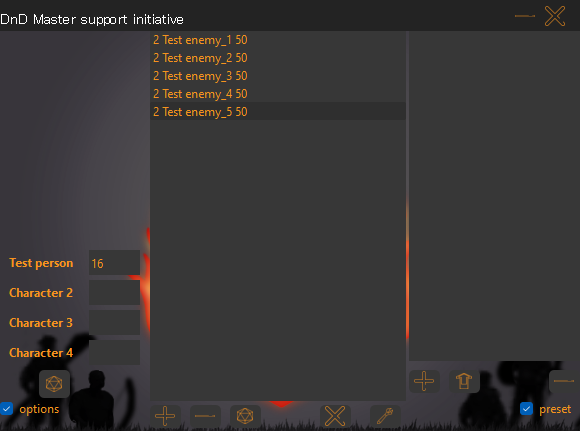 DnD Master support initiative
2 Test enemy_1 50
2 Test enemy_2 50
2 Test enemy_3 50
2 Test enemy_4 50
2 Test enemy_5 50
Test person 16
Character 2
Character 3
Character 4
options
preset